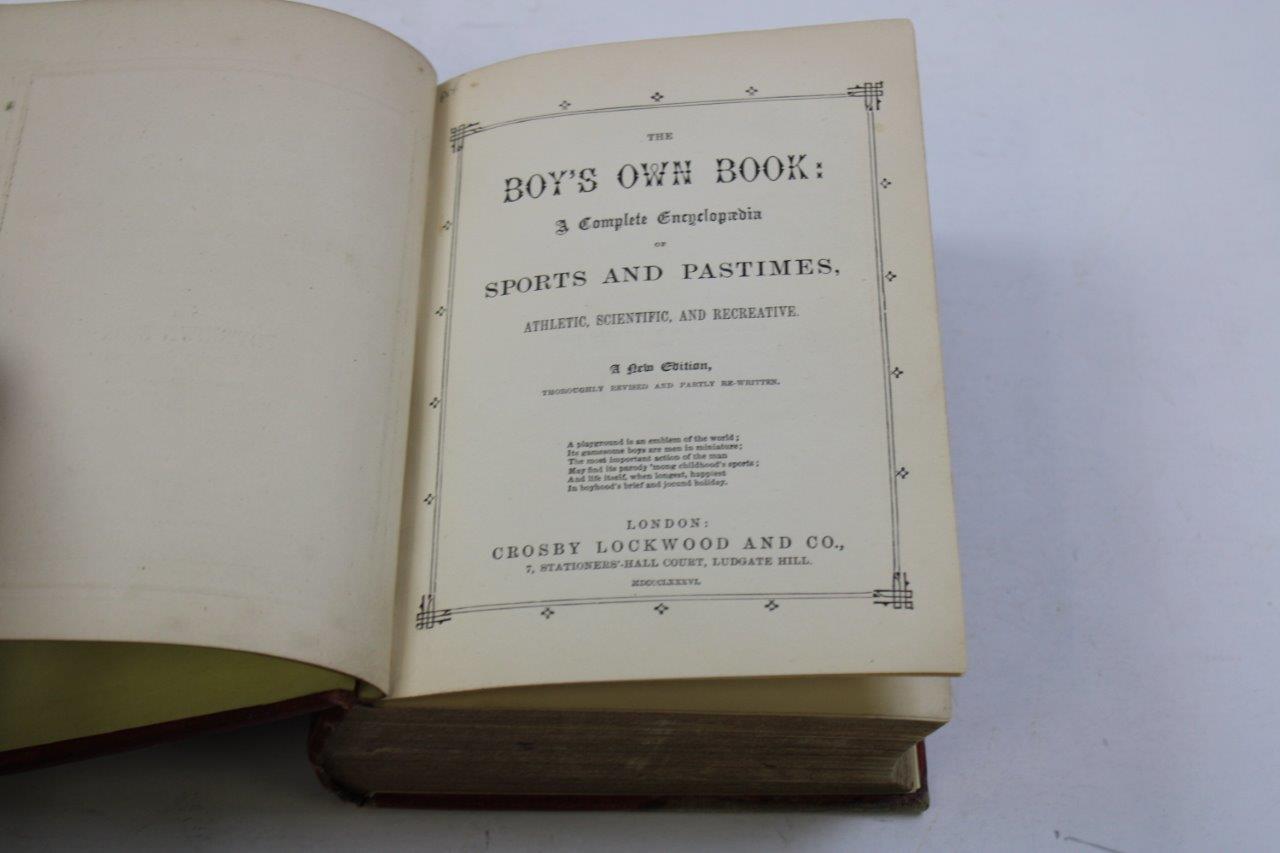 THE
BOY'S OWN BOOK:
A Complete Encyclopædia
OF
SPORTS AND PASTIMES,
ATHLETIC, SCIENTIFIC, AND RECREATIVE.
A New Edition,
THOROUGHLY REVISED AND PARTLY RE-WRITTEN.
A playground is an emblem of the world;
Its gamesome boys are men in miniature;
The most important action of the man
May find its parody 'mong childhood's sports;
And life itself, when longest, happiest
In boyhood's brief and jocund holiday.
LONDON:
CROSBY LOCKWOOD AND CO.,
7, STATIONERS'-HALL COURT, LUDGATE HILL.
MDCCCLXXXVI.